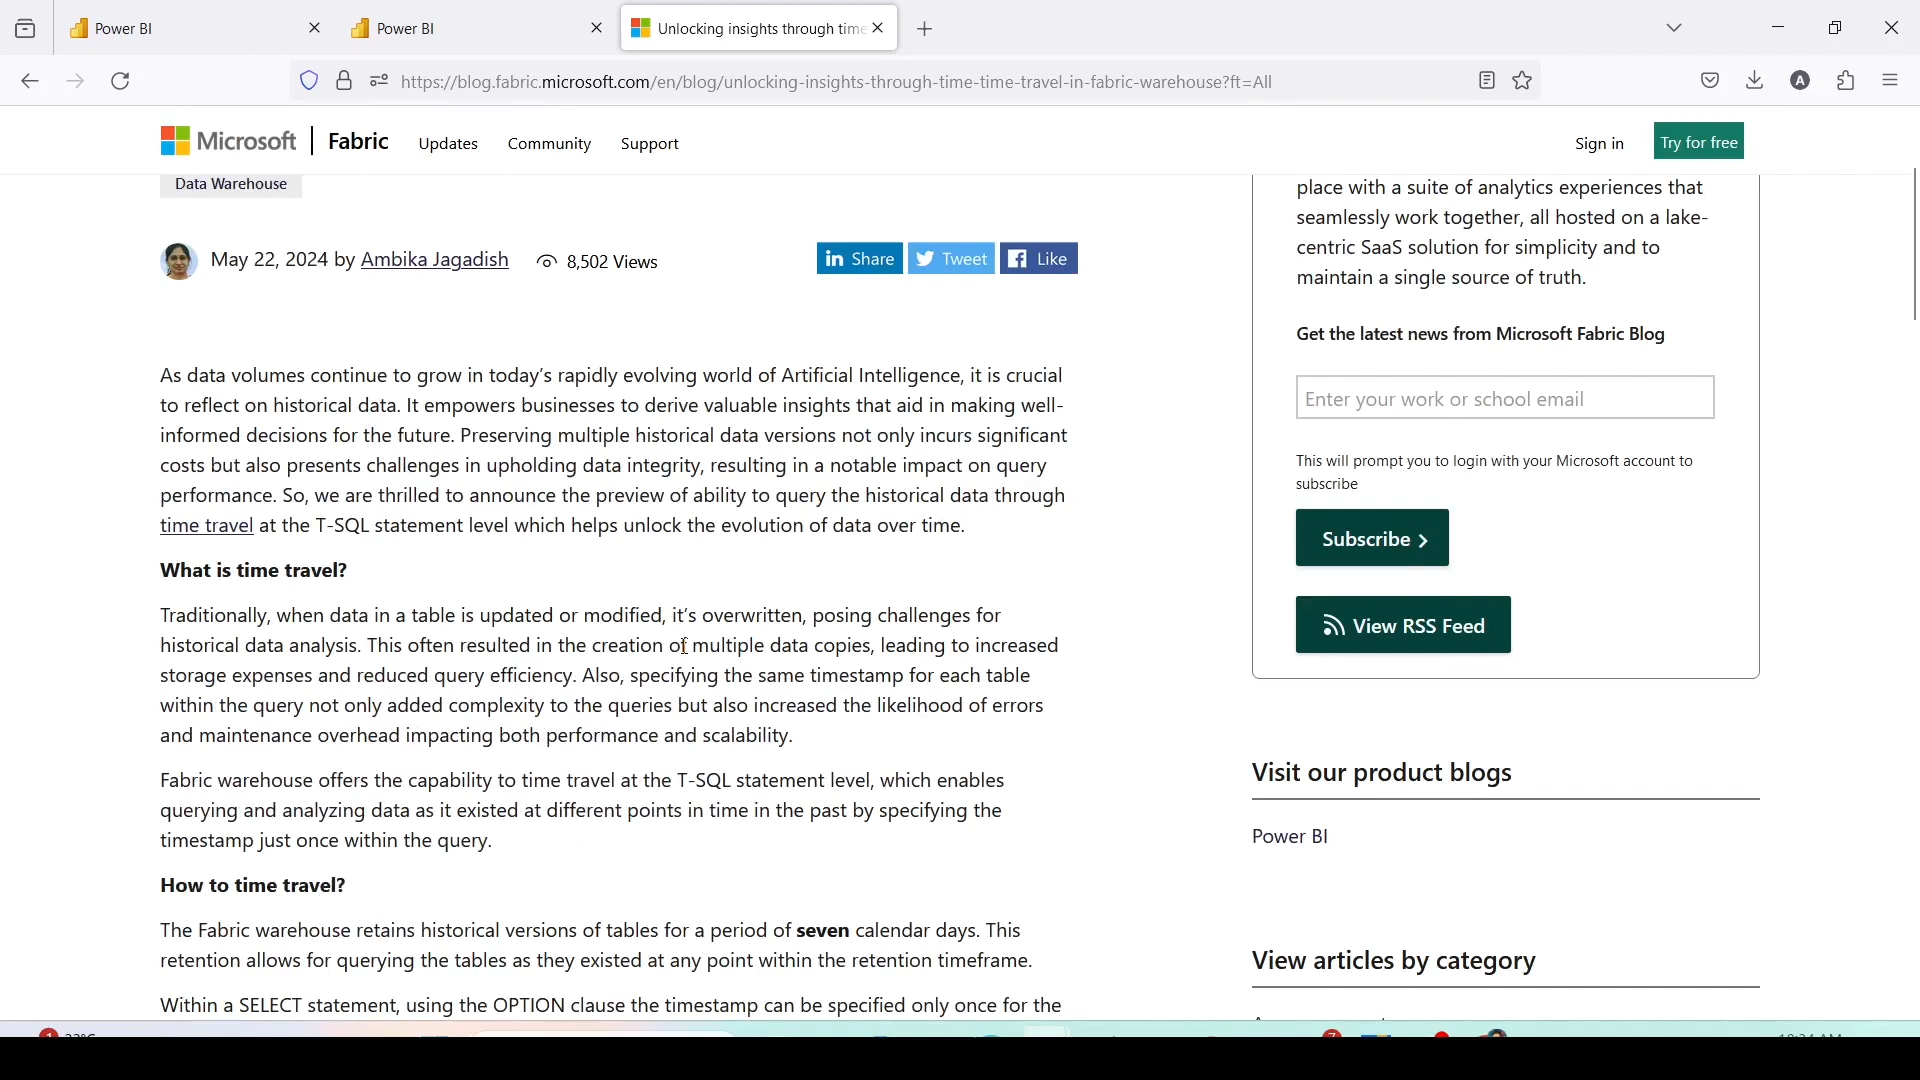 Power BI
Power BI
Unlocking insights through time
https://blog.fabric.microsoft.com/en/blog/unlocking-insights-through-time-time-travel-in-fabric-warehouse?ft=All
A
Microsoft | Fabric
Updates
Community
Support
Sign in
Try for free
Data Warehouse
May 22, 2024 by Ambika Jagadish
8,502 Views
in Share
Tweet
Like
As data volumes continue to grow in today's rapidly evolving world of Artificial Intelligence, it is crucial
to reflect on historical data. It empowers businesses to derive valuable insights that aid in making well-
informed decisions for the future. Preserving multiple historical data versions not only incurs significant
costs but also presents challenges in upholding data integrity, resulting in a notable impact on query
performance. So, we are thrilled to announce the preview of ability to query the historical data through
time travel at the T-SQL statement level which helps unlock the evolution of data over time.
What is time travel?
Traditionally, when data in a table is updated or modified, it's overwritten, posing challenges for
historical data analysis. This often resulted in the creation of multiple data copies, leading to increased
storage expenses and reduced query efficiency. Also, specifying the same timestamp for each table
within the query not only added complexity to the queries but also increased the likelihood of errors
and maintenance overhead impacting both performance and scalability.
Fabric warehouse offers the capability to time travel at the T-SQL statement level, which enables
querying and analyzing data as it existed at different points in time in the past by specifying the
timestamp just once within the query.
How to time travel?
The Fabric warehouse retains historical versions of tables for a period of seven calendar days. This
retention allows for querying the tables as they existed at any point within the retention timeframe.
Within a SELECT statement, using the OPTION clause the timestamp can be specified only once for the
place with a suite of analytics experiences that
seamlessly work together, all hosted on a lake-
centric SaaS solution for simplicity and to
maintain a single source of truth.
Get the latest news from Microsoft Fabric Blog
Enter your work or school email
This will prompt you to login with your Microsoft account to
subscribe
Subscribe
View RSS Feed
Visit our product blogs
Power BI
View articles by category